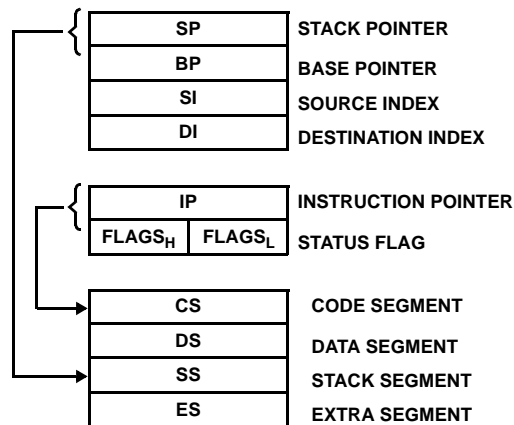 SP STACK POINTER
BP BASE POINTER
SI SOURCE INDEX
DI DESTINATION INDEX
IP INSTRUCTION POINTER
FLAGSH FLAGSL STATUS FLAG
CS CODE SEGMENT
DS DATA SEGMENT
SS STACK SEGMENT
ES EXTRA SEGMENT